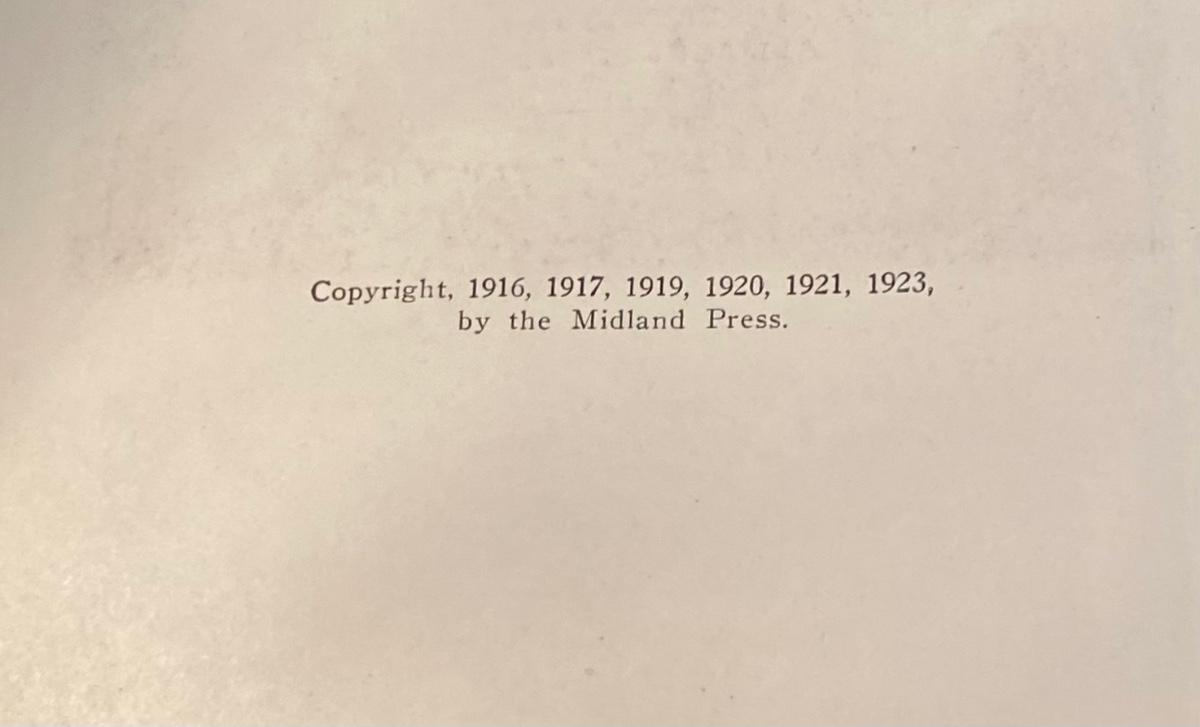 Copyright, 1916, 1917, 1919, 1920, 1921, 1923,
by the Midland Press.